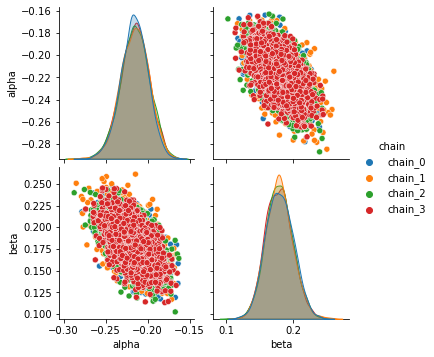 −0.16
−0.18
−0.20
−0.22
−0.24
−0.26
−0.28
alpha
chain
chain_0
chain_1
chain_2
chain_3
0.250
0.225
0.200
0.175
0.150
0.125
0.100
beta
−0.30 −0.25 −0.20 −0.15
0.1 0.2
alpha beta